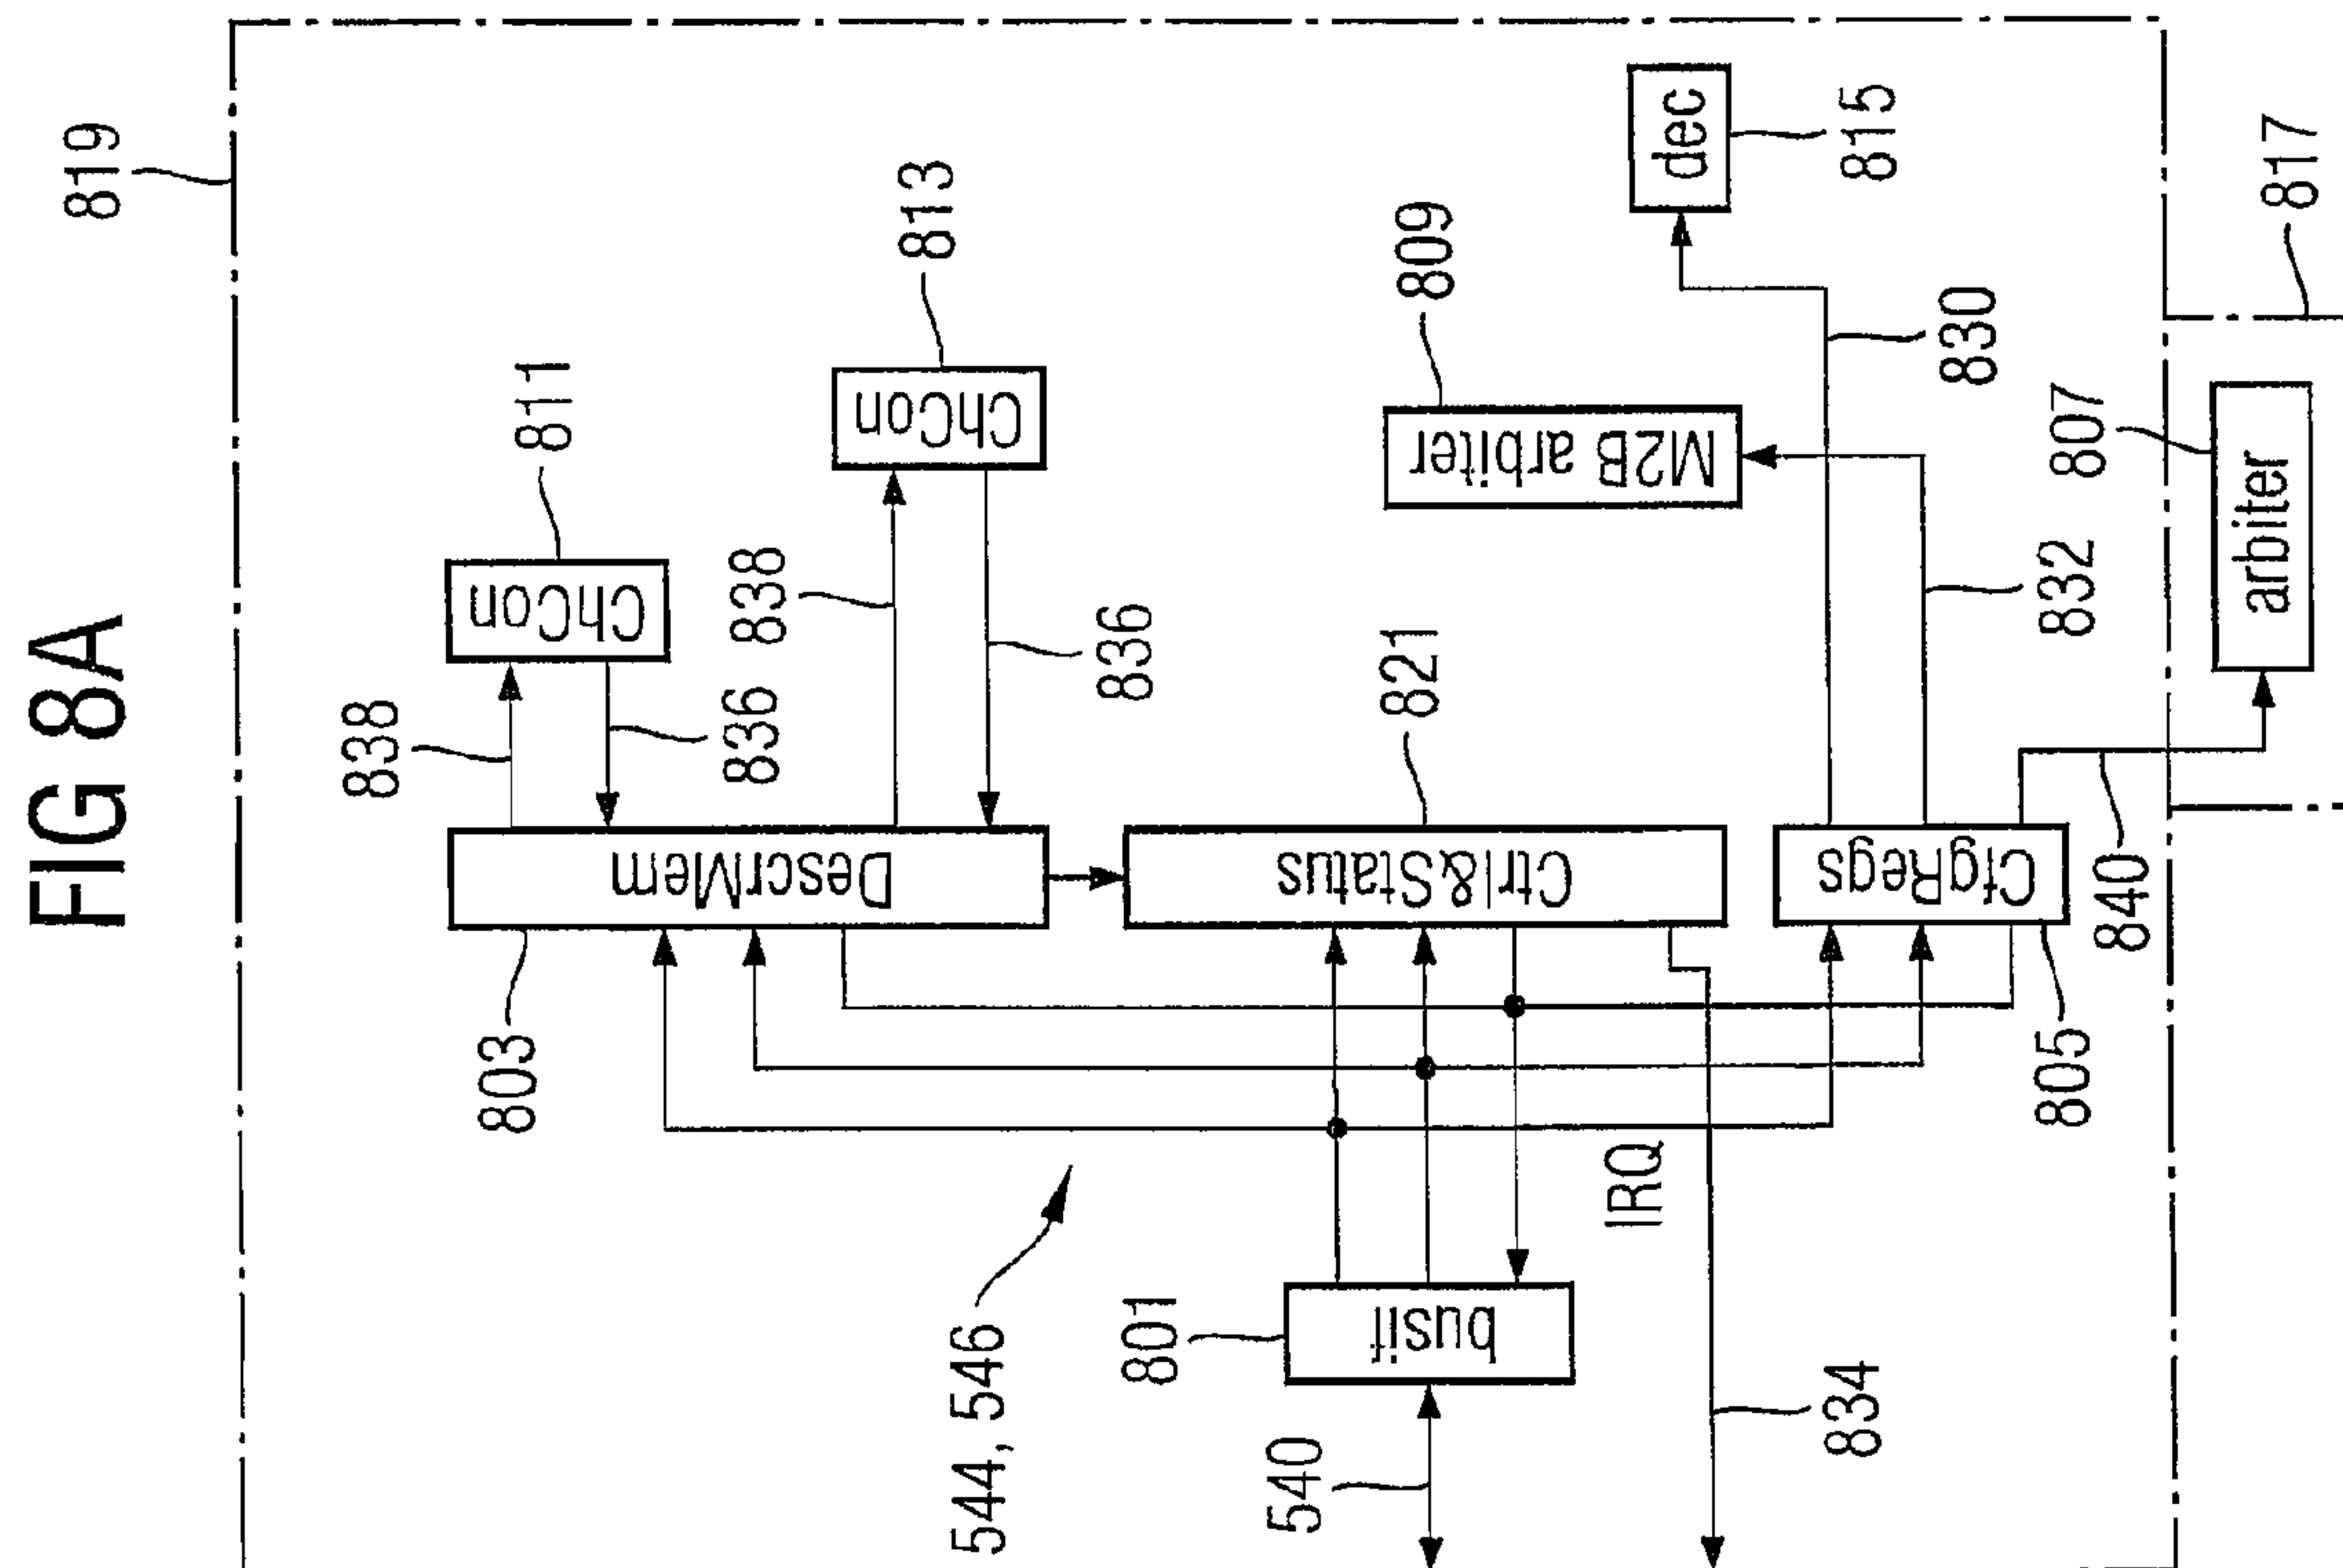 FIG 8A
819
838
803
811
ChCon
836
DescrMem
838
813
ChCon
544, 546
836
801
540
busif
821
Ctrl&Status
809
M2B arbiter
IRQ
dec
834
815
CfgRegs
830
805
832
807
840
arbiter
817